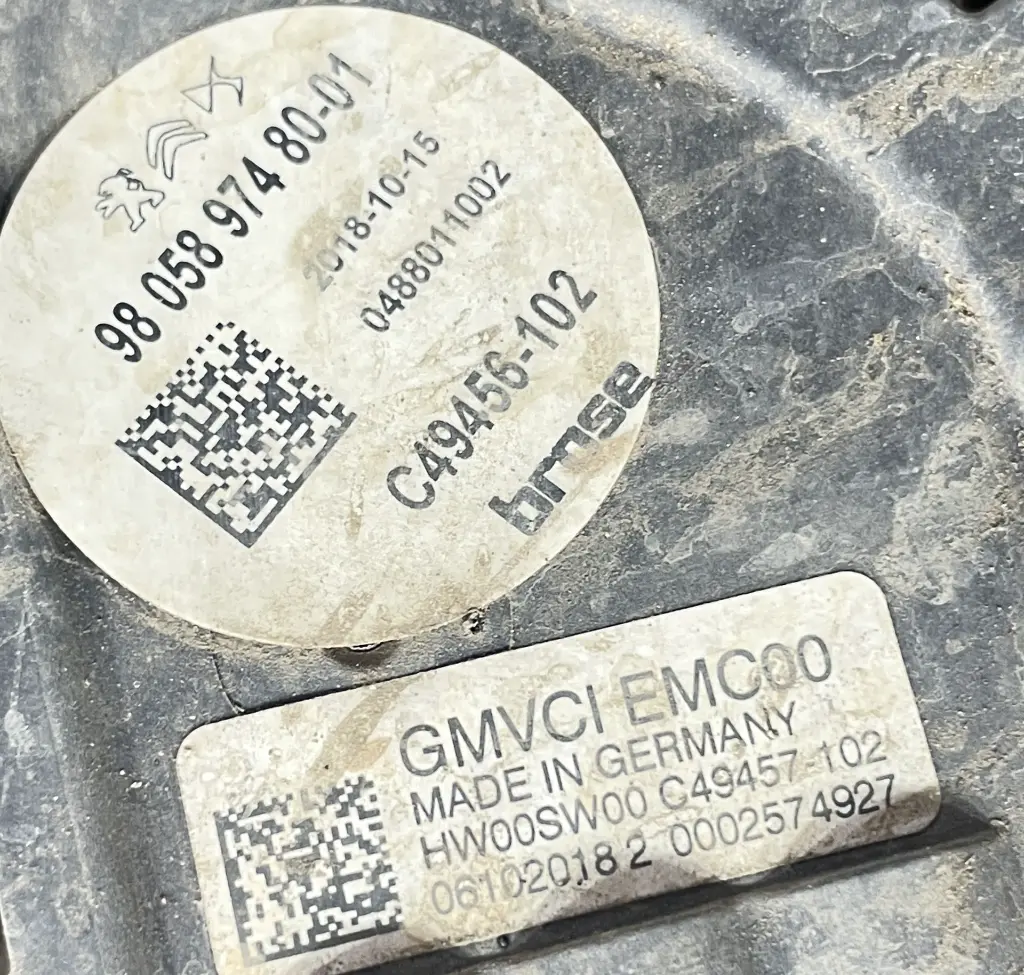 98 058 974 80-01
2018-10-15
04888011002
C49456-102
brose
GMVCI EMC00
MADE IN GERMANY
HW00SW00 C49457-102
06102018 2 0002574927